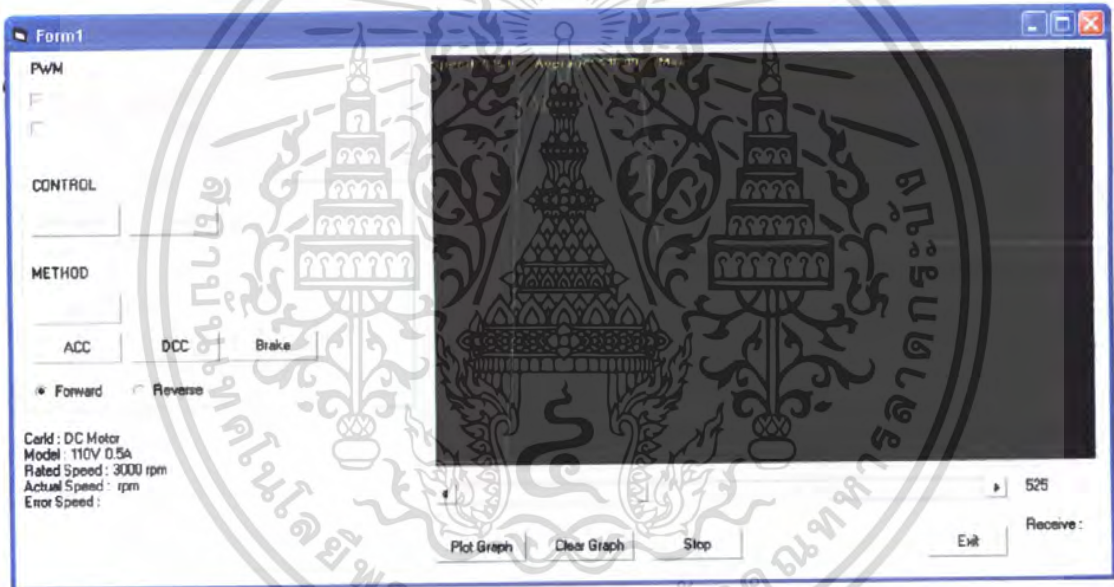 Form1
PWM
CONTROL
METHOD
ACC DCC Brake
Forward Reverse
Carld : DC Motor
Model : 110V 0.5A
Rated Speed : 3000 rpm
Actual Speed : rpm
Error Speed :
525
Receive :
Plot Graph Clear Graph Stop Exit